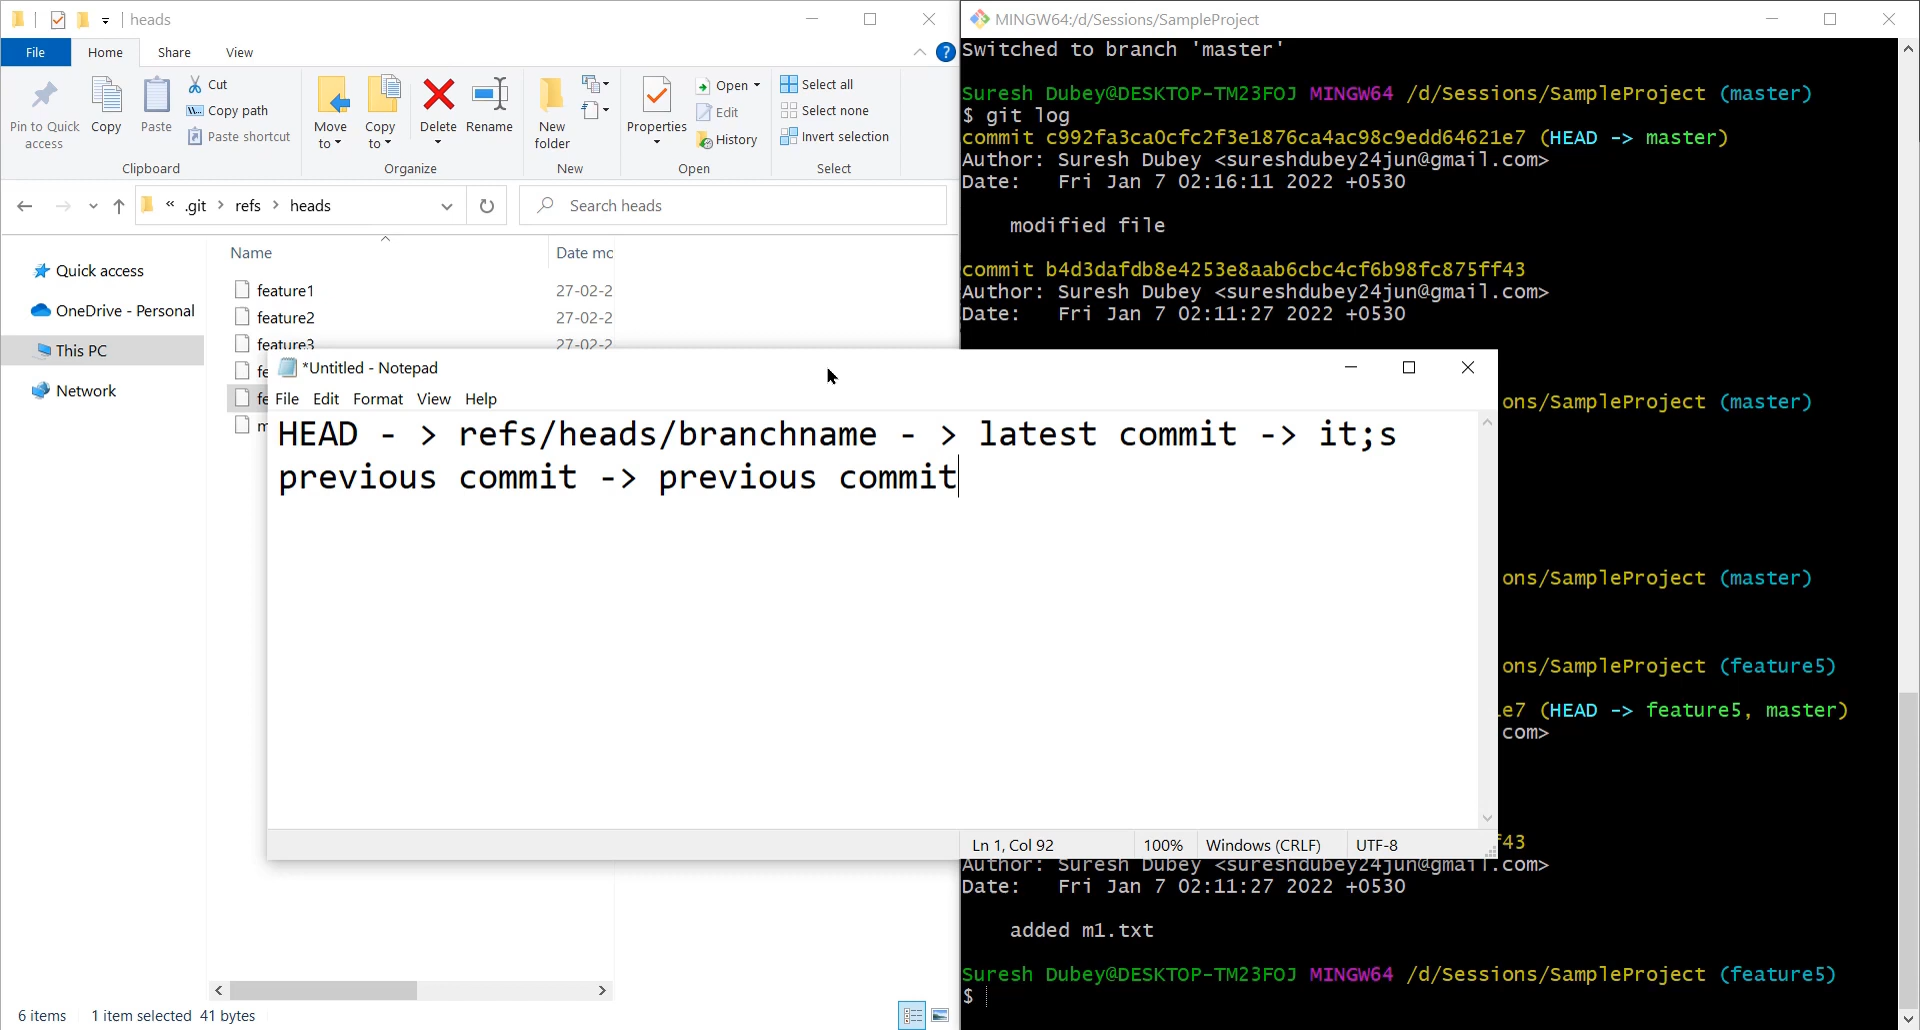 heads
File
Home
Share
View
Pin to Quick access
Copy
Paste
Cut
Copy path
Paste shortcut
Clipboard
Move to
Copy to
Delete
Rename
Organize
New folder
New
Properties
Open
Edit
History
Open
Select all
Select none
Invert selection
Select
« .git > refs > heads
Search heads
Name
Date mo
Quick access
OneDrive - Personal
This PC
Network
feature1 27-02-2
feature2 27-02-2
feature3 27-02-2
fe
fe
m
6 items 1 item selected 41 bytes
*Untitled - Notepad
File Edit Format View Help
HEAD - > refs/heads/branchname - > latest commit -> it;s
previous commit -> previous commit
Ln 1, Col 92 100% Windows (CRLF) UTF-8
MINGW64:/d/Sessions/SampleProject
Switched to branch 'master'
Suresh Dubey@DESKTOP-TM23FOJ MINGW64 /d/Sessions/SampleProject (master)
$ git log
commit c992fa3ca0cfc2f3e1876ca4ac98c9edd64621e7 (HEAD -> master)
Author: Suresh Dubey <sureshdubey24jun@gmail.com>
Date:   Fri Jan 7 02:16:11 2022 +0530
modified file
commit b4d3dafdb8e4253e8aab6cbc4cf6b98fc875ff43
Author: Suresh Dubey <sureshdubey24jun@gmail.com>
Date:   Fri Jan 7 02:11:27 2022 +0530
ons/SampleProject (master)
ons/SampleProject (master)
ons/SampleProject (feature5)
e7 (HEAD -> feature5, master)
com>
f43
Author: Suresh Dubey <sureshdubey24jun@gmail.com>
Date:   Fri Jan 7 02:11:27 2022 +0530
added m1.txt
Suresh Dubey@DESKTOP-TM23FOJ MINGW64 /d/Sessions/SampleProject (feature5)
$